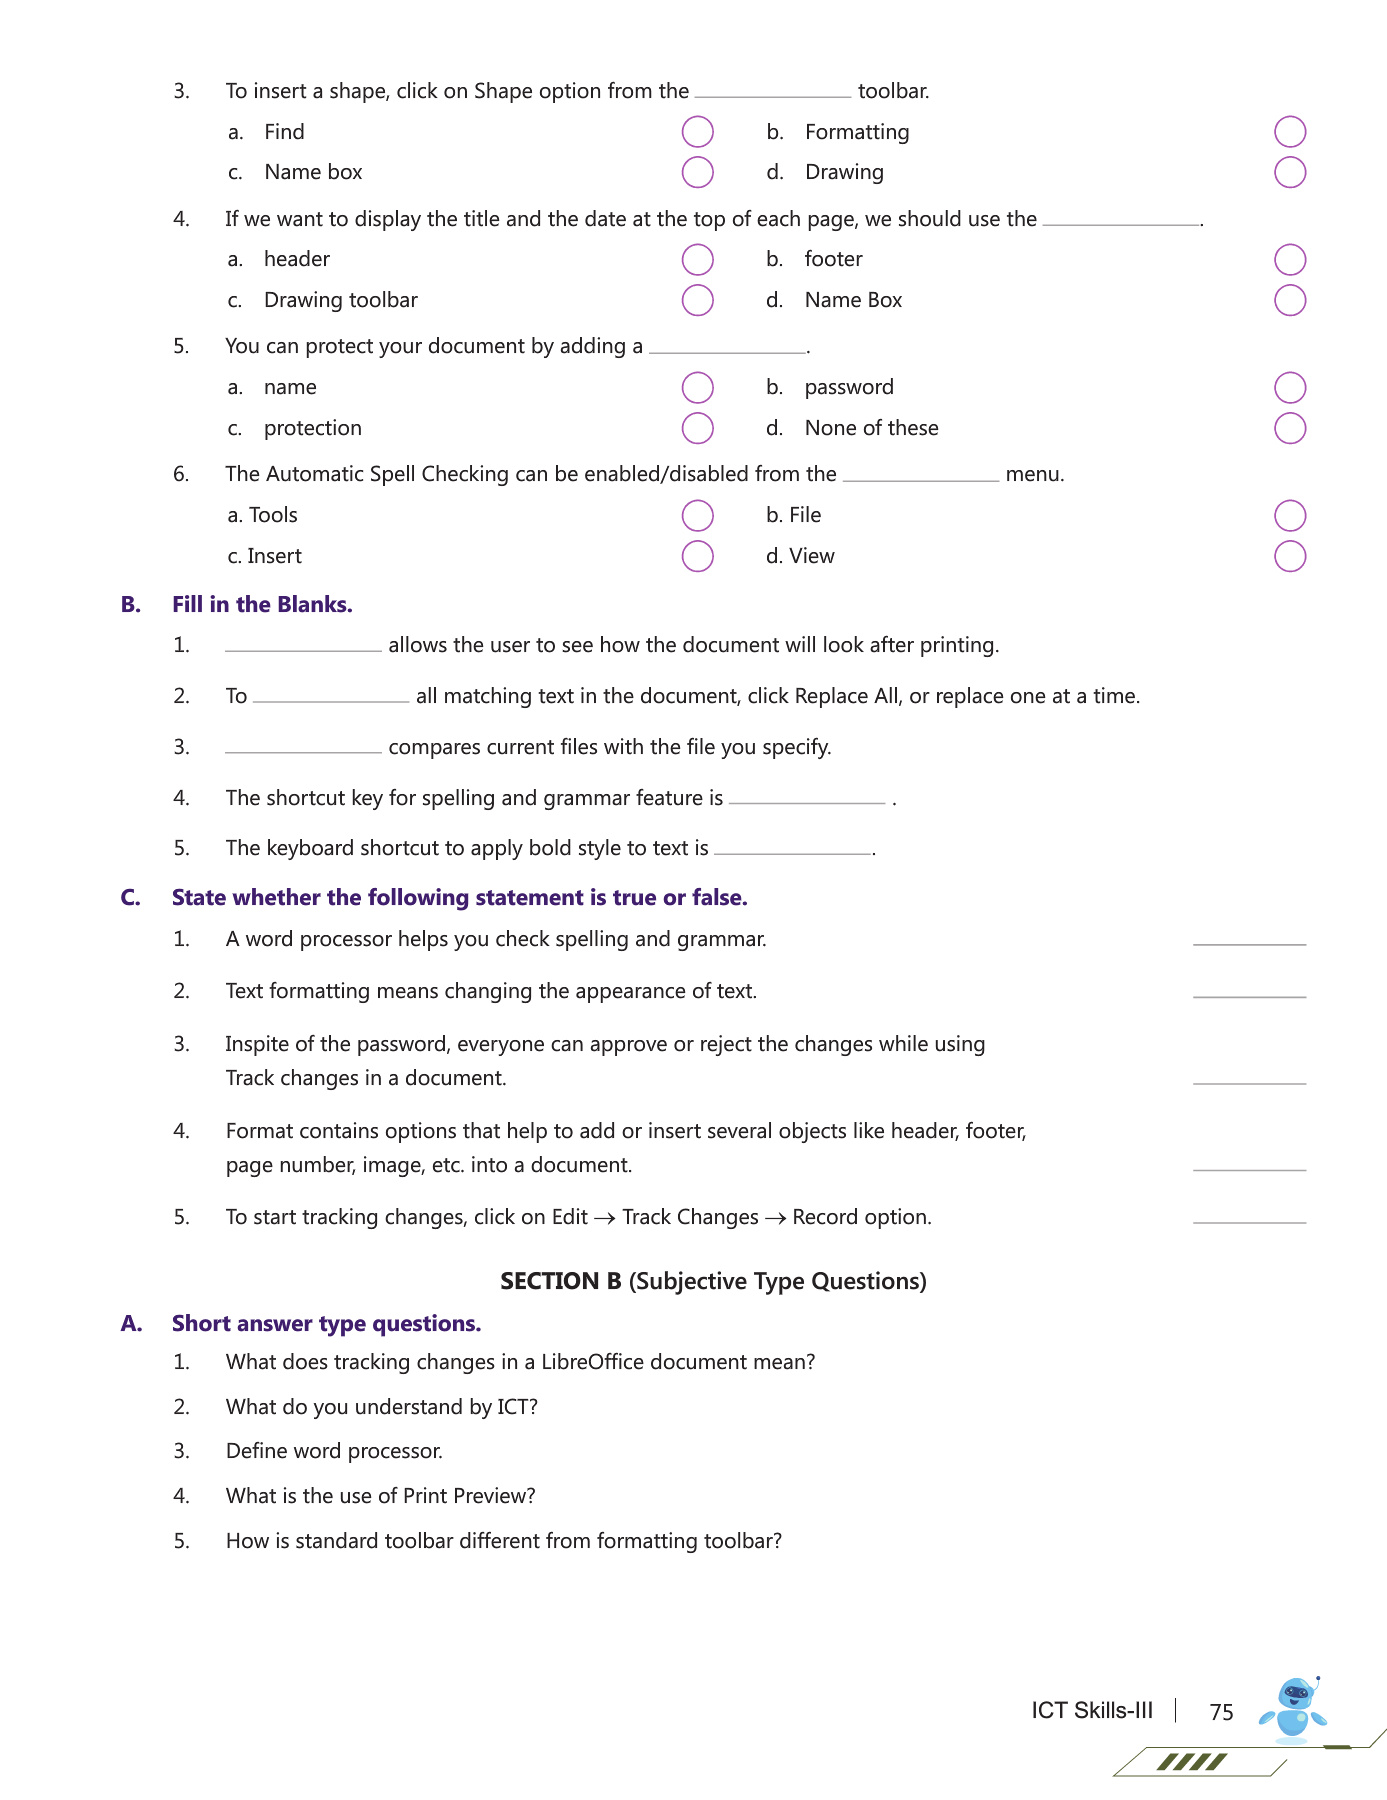 3. To insert a shape, click on Shape option from the ______________ toolbar.
a. Find b. Formatting
c. Name box d. Drawing
4. If we want to display the title and the date at the top of each page, we should use the ______________.
a. header b. footer
c. Drawing toolbar d. Name Box
5. You can protect your document by adding a ______________.
a. name b. password
c. protection d. None of these
6. The Automatic Spell Checking can be enabled/disabled from the ______________ menu.
a. Tools b. File
c. Insert d. View
B. Fill in the Blanks.
1. ______________ allows the user to see how the document will look after printing.
2. To ______________ all matching text in the document, click Replace All, or replace one at a time.
3. ______________ compares current files with the file you specify.
4. The shortcut key for spelling and grammar feature is ______________ .
5. The keyboard shortcut to apply bold style to text is ______________.
C. State whether the following statement is true or false.
1. A word processor helps you check spelling and grammar. __________
2. Text formatting means changing the appearance of text. __________
3. Inspite of the password, everyone can approve or reject the changes while using
Track changes in a document. __________
4. Format contains options that help to add or insert several objects like header, footer,
page number, image, etc. into a document. __________
5. To start tracking changes, click on Edit → Track Changes → Record option. __________
SECTION B (Subjective Type Questions)
A. Short answer type questions.
1. What does tracking changes in a LibreOffice document mean?
2. What do you understand by ICT?
3. Define word processor.
4. What is the use of Print Preview?
5. How is standard toolbar different from formatting toolbar?
ICT Skills-III | 75